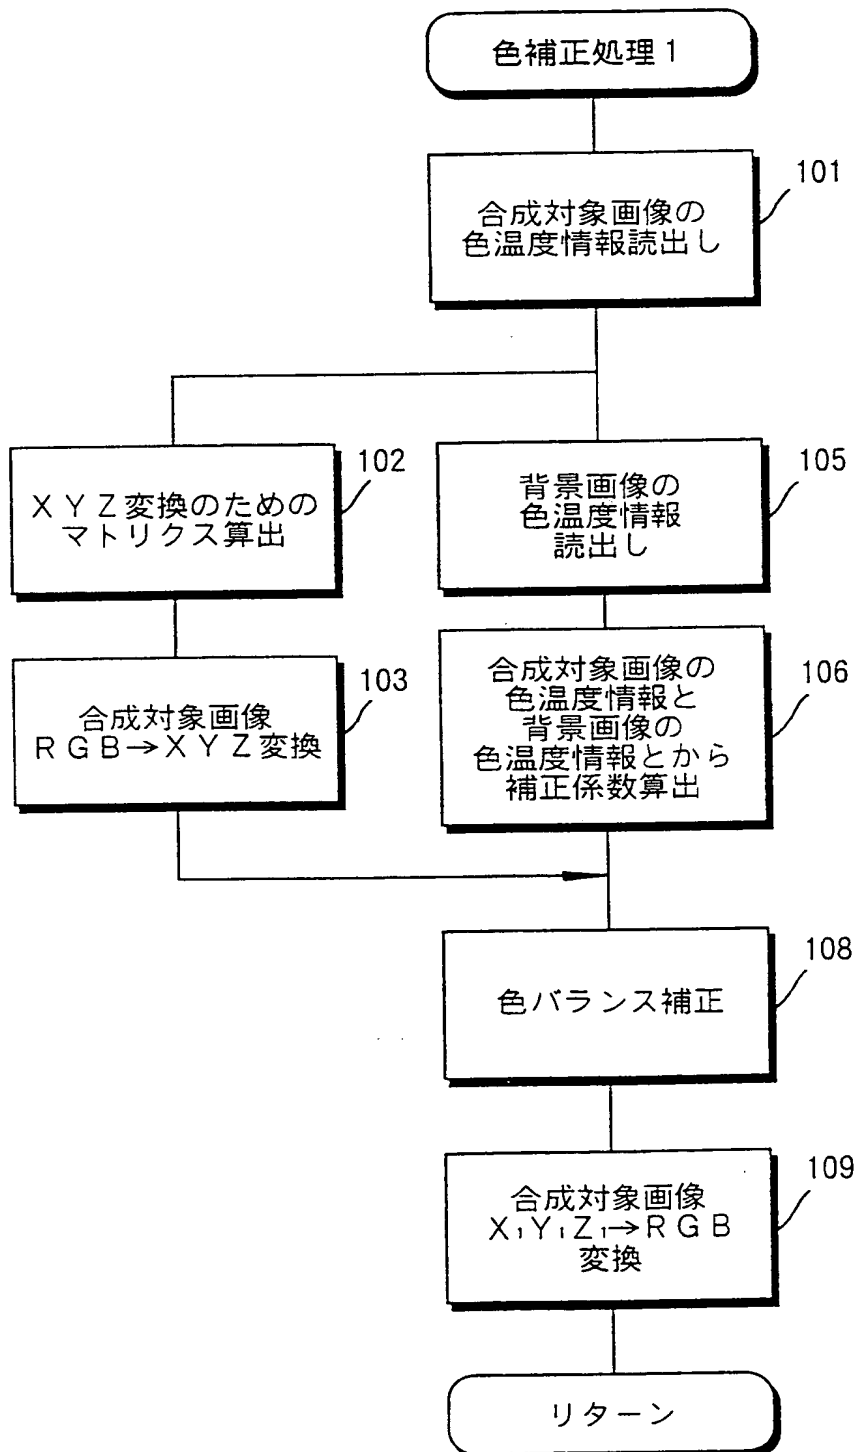 色補正処理1
101
合成対象画像の
色温度情報読出し
102
XYZ変換のための
マトリクス算出
103
合成対象画像
RGB→XYZ変換
105
背景画像の
色温度情報
読出し
106
合成対象画像の
色温度情報と
背景画像の
色温度情報とから
補正係数算出
108
色バランス補正
109
合成対象画像
X₁Y₁Z₁→RGB
変換
リターン